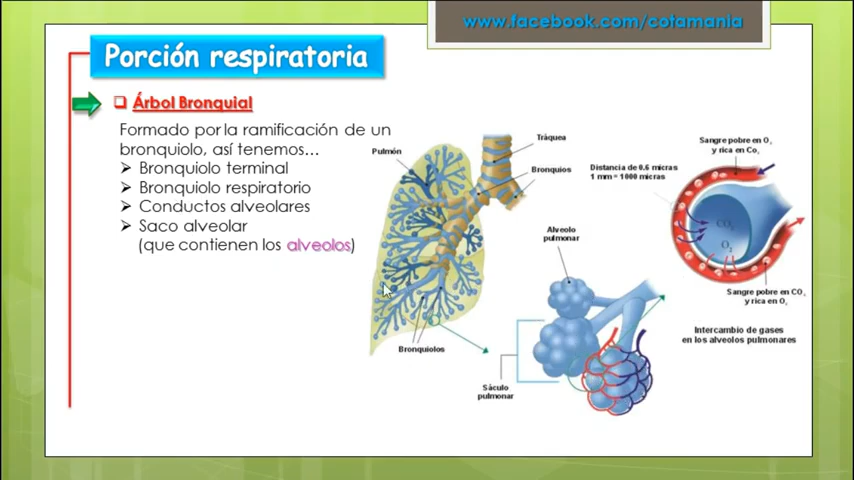 www.facebook.com/cotamania
Porción respiratoria
Árbol Bronquial
Formado por la ramificación de un
bronquiolo, así tenemos...
Bronquiolo terminal
Bronquiolo respiratorio
Conductos alveolares
Saco alveolar
(que contienen los alveolos)
Pulmón
Tráquea
Bronquios
Bronquiolos
Alveolo
pulmonar
Sáculo
pulmonar
Distancia de 0.6 micras
1 mm = 1000 micras
Sangre pobre en O₂
y rica en Co₂
CO₂
O₂
Sangre pobre en CO₂
y rica en O₂
Intercambio de gases
en los alveolos pulmonares